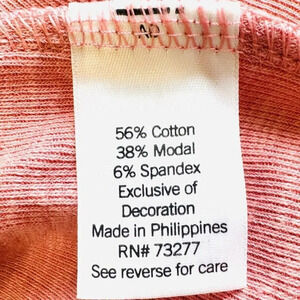 56% Cotton
38% Modal
6% Spandex
Exclusive of
Decoration
Made in Philippines
RN# 73277
See reverse for care